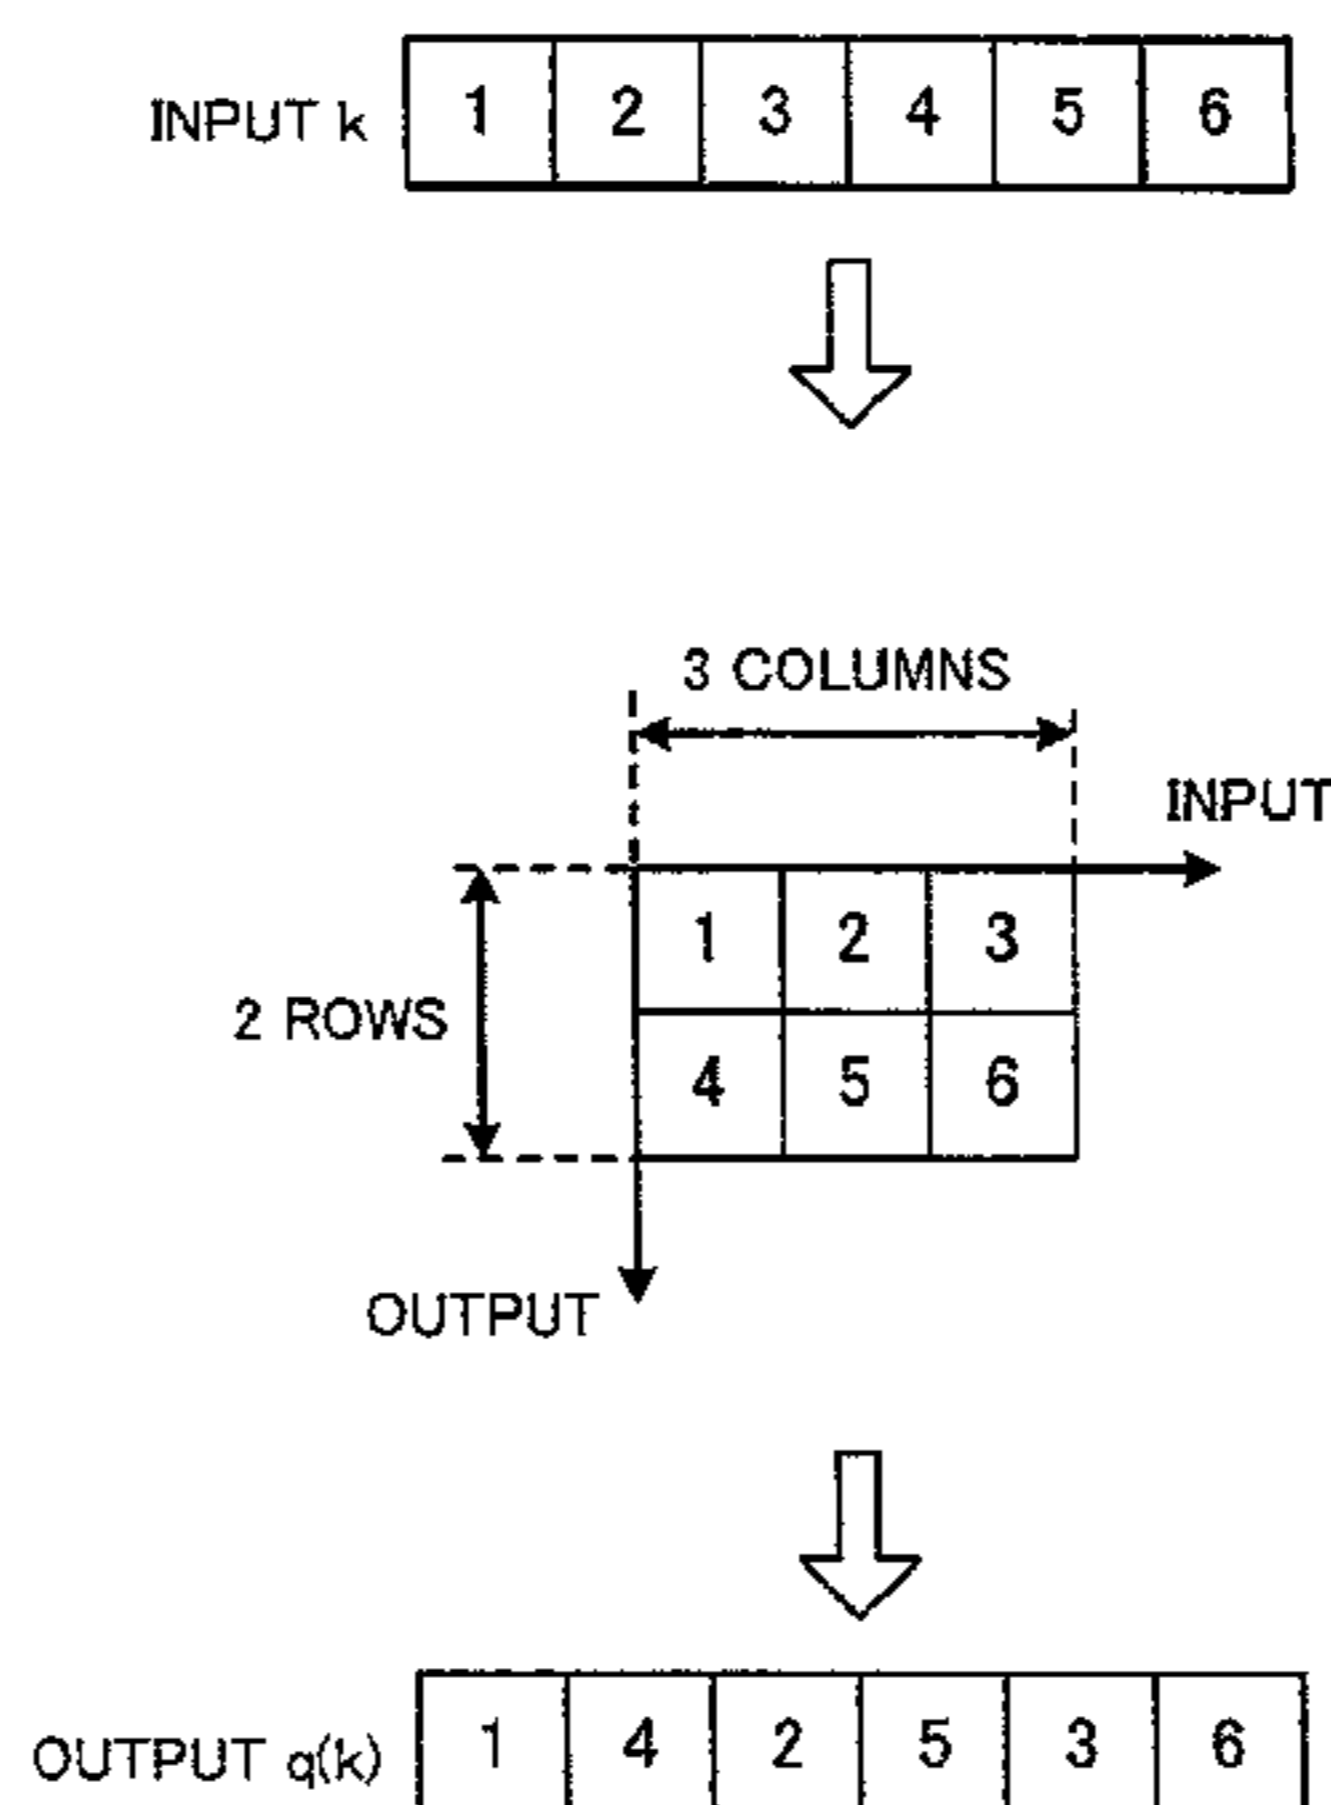 INPUT k 1 2 3 4 5 6
3 COLUMNS
INPUT
2 ROWS
1 2 3
4 5 6
OUTPUT
OUTPUT q(k) 1 4 2 5 3 6